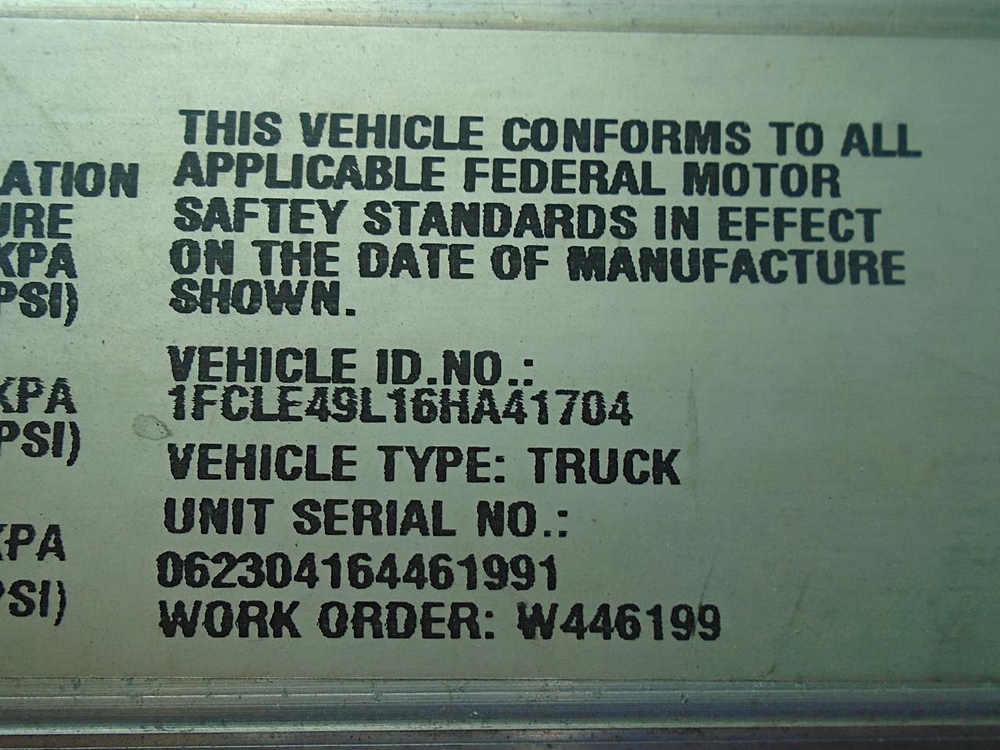 THIS VEHICLE CONFORMS TO ALL
APPLICABLE FEDERAL MOTOR
SAFTEY STANDARDS IN EFFECT
ON THE DATE OF MANUFACTURE
SHOWN.
VEHICLE ID.NO.:
1FCLE49L16HA41704
VEHICLE TYPE: TRUCK
UNIT SERIAL NO.:
062304164461991
WORK ORDER: W446199
ATION
URE
KPA
PSI)
KPA
PSI)
KPA
PSI)